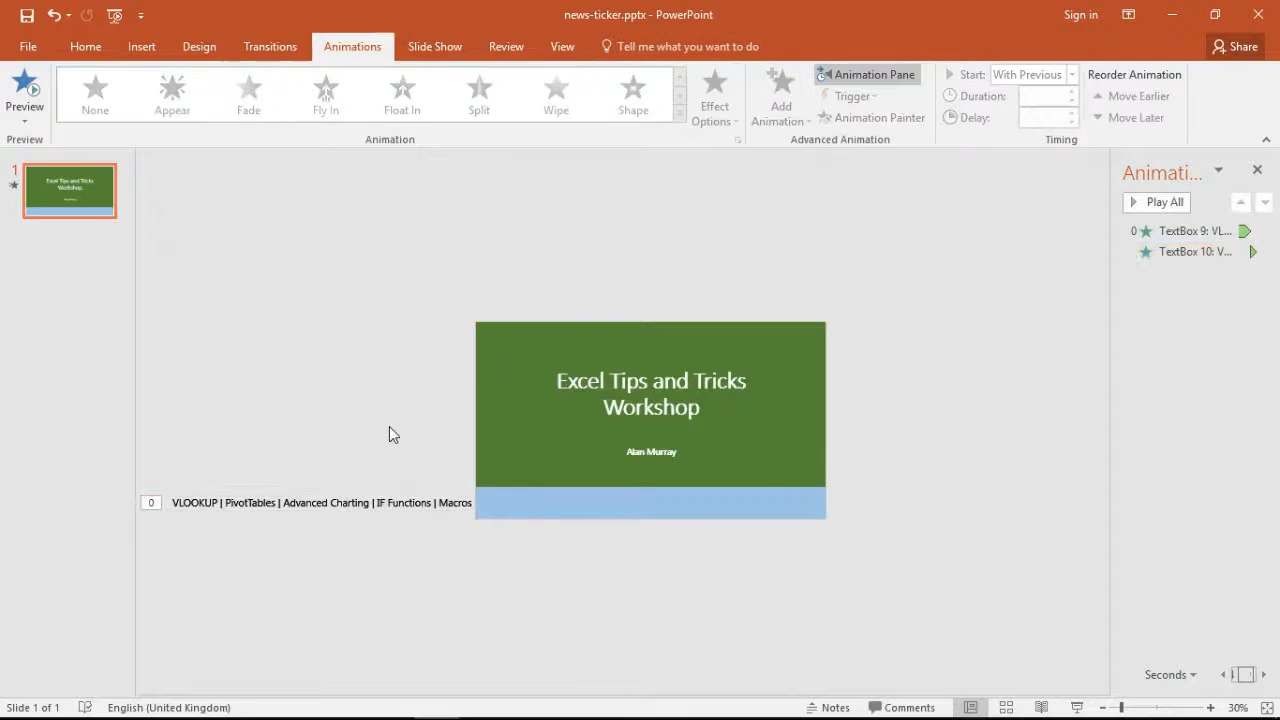 news-ticker.pptx - PowerPoint
Sign in
File
Home
Insert
Design
Transitions
Animations
Slide Show
Review
View
Tell me what you want to do
Share
Preview
None
Appear
Fade
Fly In
Float In
Split
Wipe
Shape
Effect Options
Add Animation
Animation Pane
Trigger
Animation Painter
Start: With Previous
Duration:
Delay:
Reorder Animation
Move Earlier
Move Later
Preview
Animation
Advanced Animation
Timing
1
Excel Tips and Tricks
Workshop
Animati...
Play All
0 TextBox 9: VL...
TextBox 10: V...
Excel Tips and Tricks
Workshop
Alan Murray
0 VLOOKUP | PivotTables | Advanced Charting | IF Functions | Macros
Seconds
Slide 1 of 1
English (United Kingdom)
Notes
Comments
30%